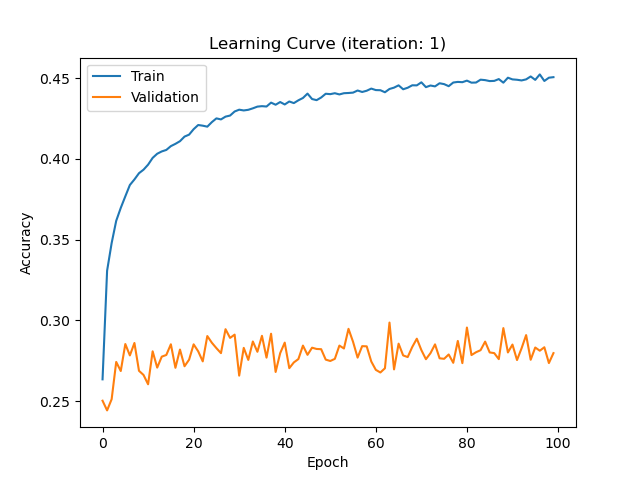 Learning Curve (iteration: 1)
Train
Validation
0.45
0.40
0.35
0.30
0.25
Accuracy
0 20 40 60 80 100
Epoch